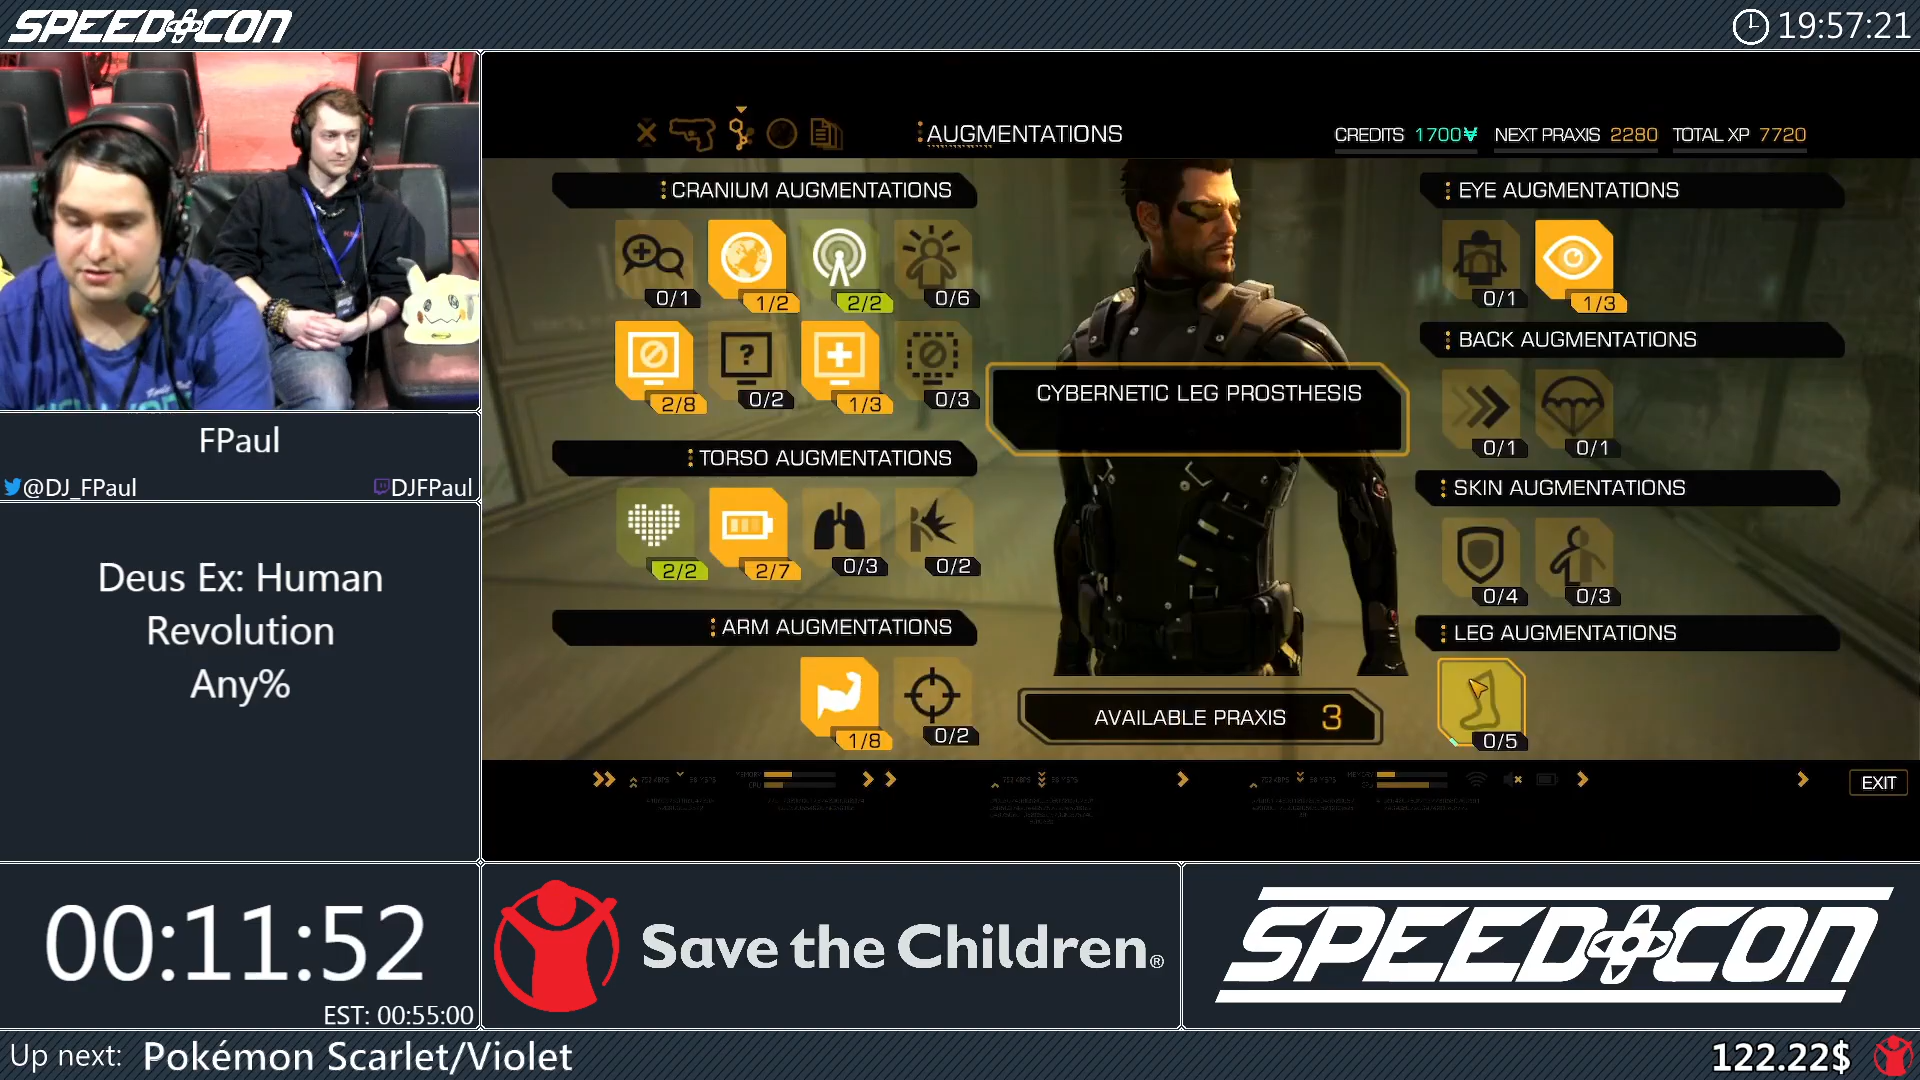 SPEEDCON
19:57:21
AUGMENTATIONS
CREDITS 1700
NEXT PRAXIS 2280
TOTAL XP 7720
CRANIUM AUGMENTATIONS
0/1
1/2
2/2
0/6
2/8
0/2
1/3
0/3
TORSO AUGMENTATIONS
2/2
2/7
0/3
0/2
ARM AUGMENTATIONS
1/8
0/2
CYBERNETIC LEG PROSTHESIS
AVAILABLE PRAXIS 3
EYE AUGMENTATIONS
0/1
1/3
BACK AUGMENTATIONS
0/1
0/1
SKIN AUGMENTATIONS
0/4
0/3
LEG AUGMENTATIONS
0/5
EXIT
FPaul
@DJ_FPaul
DJFPaul
Deus Ex: Human
Revolution
Any%
00:11:52
EST: 00:55:00
Save the Children®
SPEEDCON
Up next: Pokémon Scarlet/Violet
122.22$